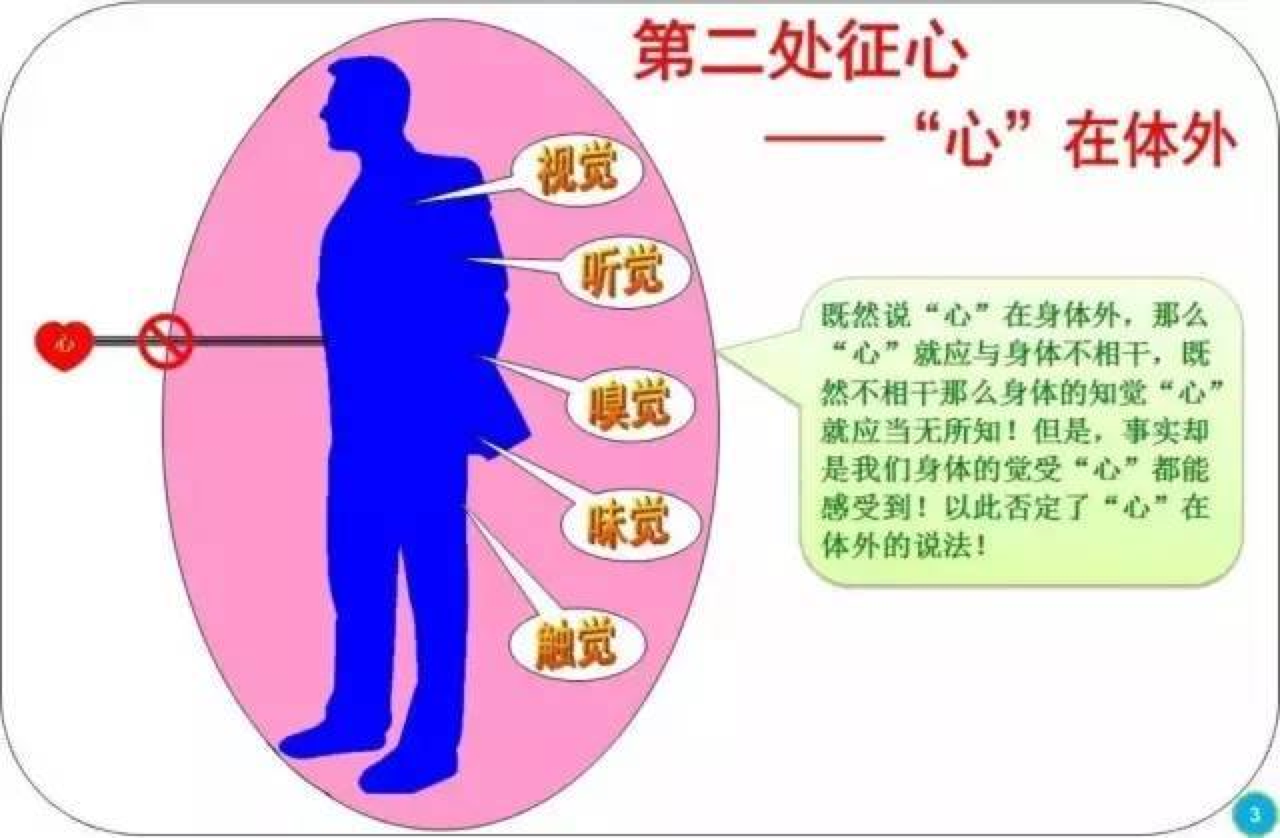 第二处征心
——“心”在体外
视觉
听觉
嗅觉
味觉
触觉
心
既然说“心”在身体外，那么
“心”就应与身体不相干，既
然不相干那么身体的知觉“心”
就应当无所知！但是，事实却
是我们身体的觉受“心”都能
感受到！以此否定了“心”在
体外的说法！
3